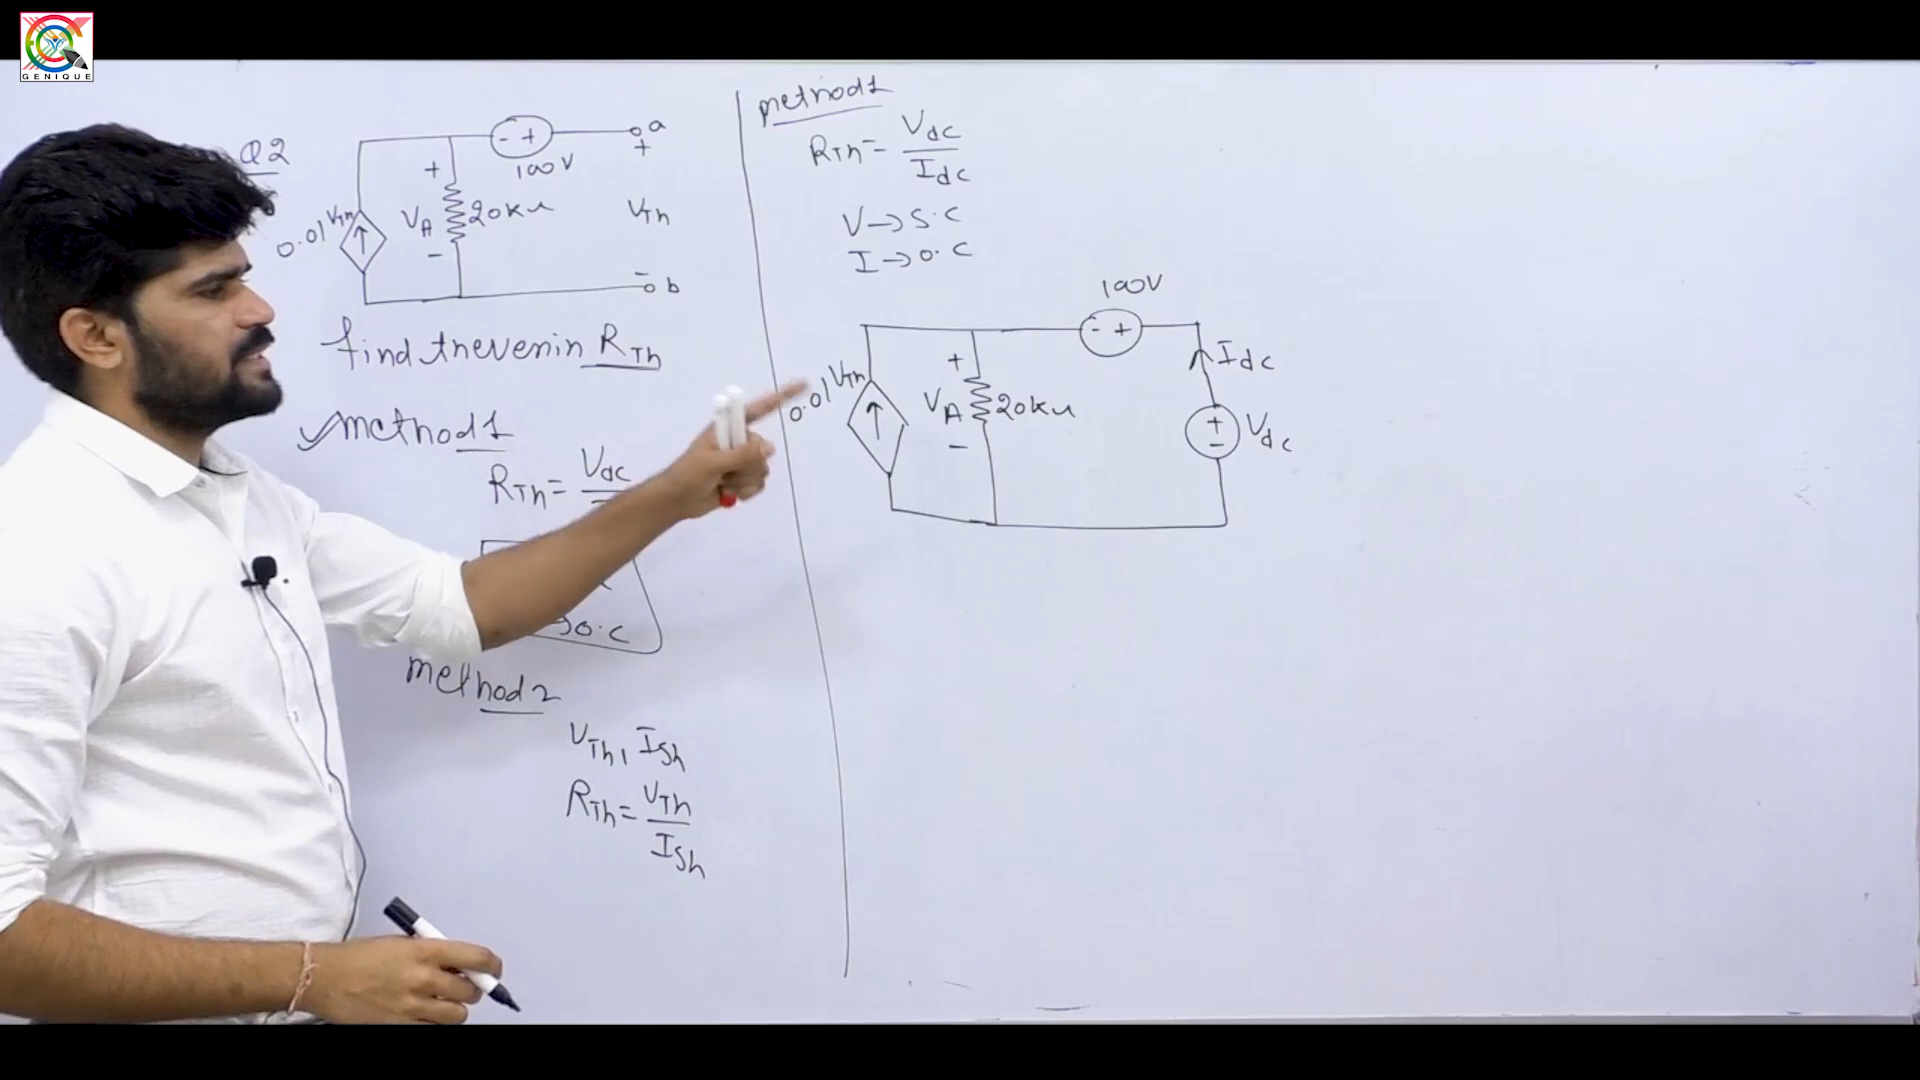 GENIQUE
Q2
- +
100V
a
+
+
0.01 VTh
VA
20KΩ
VTh
-
-
b
find thevenin RTh
✓method1
RTh = Vdc
O.C
method2
VTh, Ish
RTh = VTh
Ish
method1
RTh = Vdc
Idc
V → S.C
I → O.C
100V
- +
Idc
+
0.01 VTh
VA
20KΩ
-
+
-
Vdc